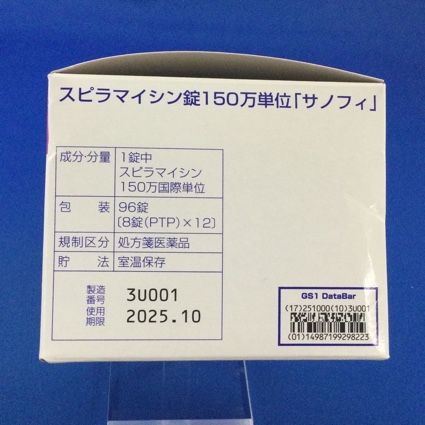 スピラマイシン錠150万単位「サノフィ」
成分・分量 1錠中
スピラマイシン
150万国際単位
包装 96錠
〔8錠(PTP)×12〕
規制区分 処方箋医薬品
貯法 室温保存
製造番号 3U001
使用期限 2025.10
GS1 DataBar
(17)251000(10)3U001
(01)14987199298223